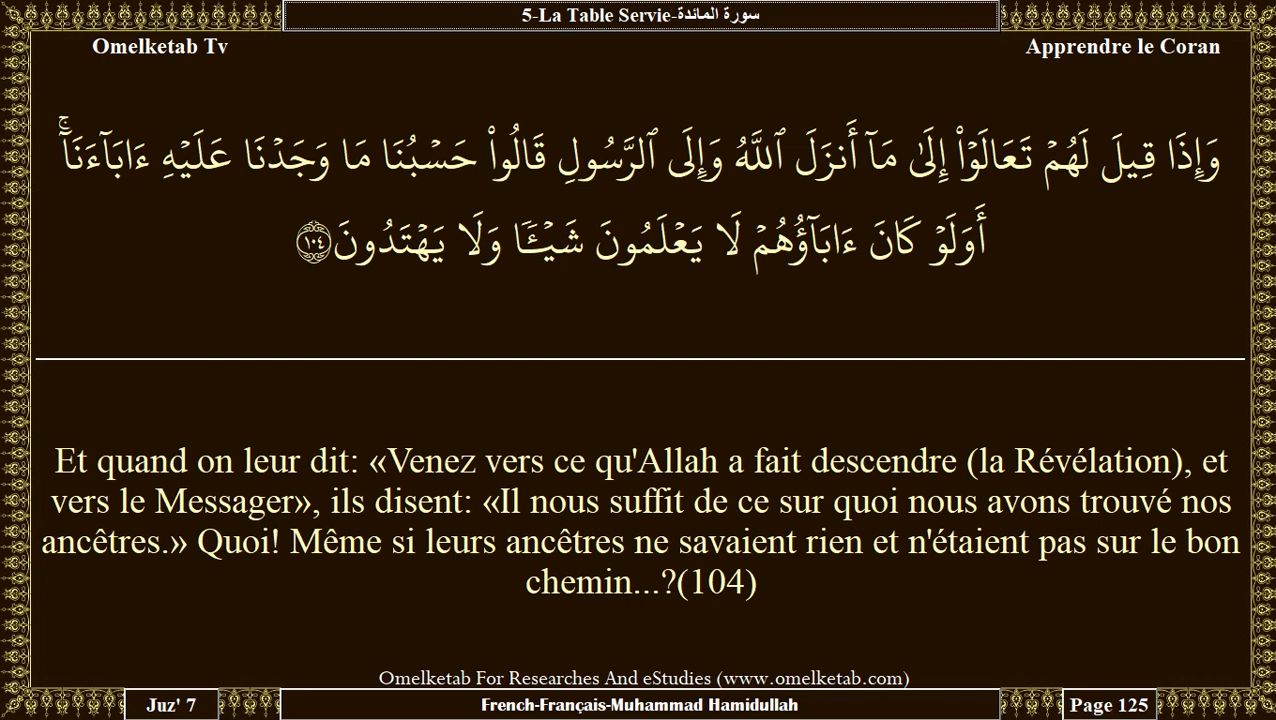 5-La Table Servie-سورة المائدة
Omelketab Tv
Apprendre le Coran
وَإِذَا قِيلَ لَهُمۡ تَعَالَوۡاْ إِلَىٰ مَآ أَنزَلَ ٱللَّهُ وَإِلَى ٱلرَّسُولِ قَالُواْ حَسۡبُنَا مَا وَجَدۡنَا عَلَيۡهِ ءَابَآءَنَآۚ
أَوَلَوۡ كَانَ ءَابَآؤُهُمۡ لَا يَعۡلَمُونَ شَيۡـٔٗا وَلَا يَهۡتَدُونَ ١٠٤
Et quand on leur dit: «Venez vers ce qu'Allah a fait descendre (la Révélation), et
vers le Messager», ils disent: «Il nous suffit de ce sur quoi nous avons trouvé nos
ancêtres.» Quoi! Même si leurs ancêtres ne savaient rien et n'étaient pas sur le bon
chemin...?(104)
Omelketab For Researches And eStudies (www.omelketab.com)
Juz' 7
French-Français-Muhammad Hamidullah
Page 125